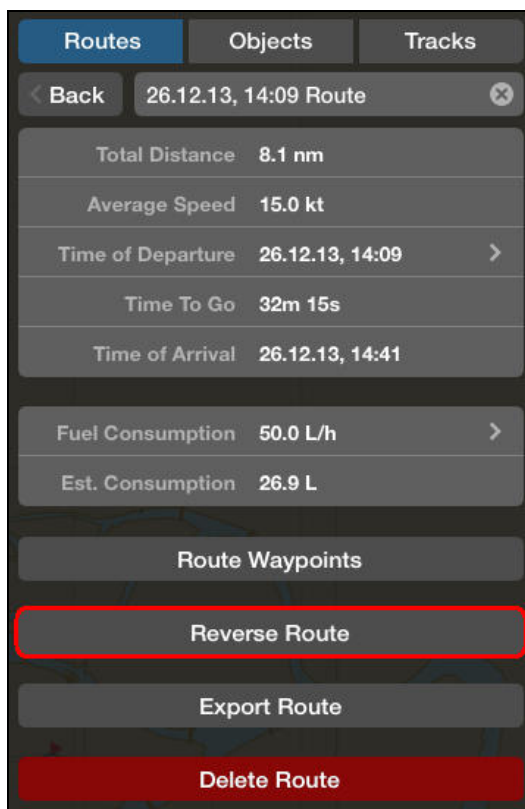 Routes Objects Tracks
Back 26.12.13, 14:09 Route
Total Distance 8.1 nm
Average Speed 15.0 kt
Time of Departure 26.12.13, 14:09
Time To Go 32m 15s
Time of Arrival 26.12.13, 14:41
Fuel Consumption 50.0 L/h
Est. Consumption 26.9 L
Route Waypoints
Reverse Route
Export Route
Delete Route